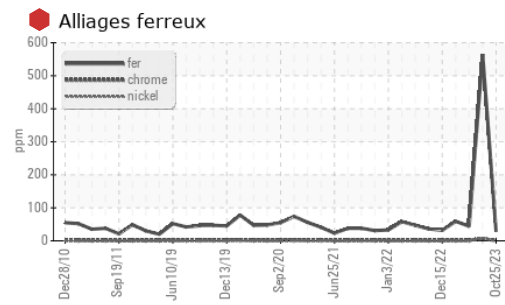 Alliages ferreux
600
500
400
300
200
100
0
ppm
fer
chrome
nickel
Dec28/10
Sep19/11
Jun10/19
Dec13/19
Sep2/20
Jun25/21
Jan3/22
Dec15/22
Oct25/23